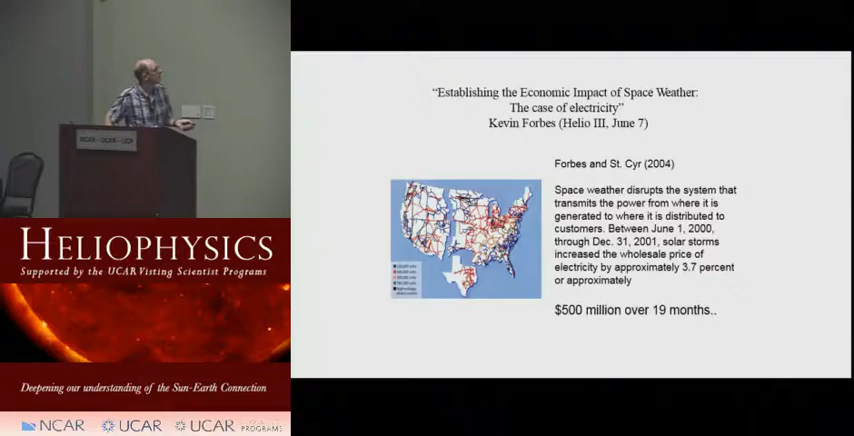 "Establishing the Economic Impact of Space Weather:
The case of electricity"
Kevin Forbes (Helio III, June 7)
Forbes and St. Cyr (2004)
Space weather disrupts the system that
transmits the power from where it is
generated to where it is distributed to
customers. Between June 1, 2000,
through Dec. 31, 2001, solar storms
increased the wholesale price of
electricity by approximately 3.7 percent
or approximately
$500 million over 19 months..
HELIOPHYSICS
Supported by the UCAR Visting Scientist Programs
Deepening our understanding of the Sun-Earth Connection
NCAR UCAR UCAR PROGRAMS